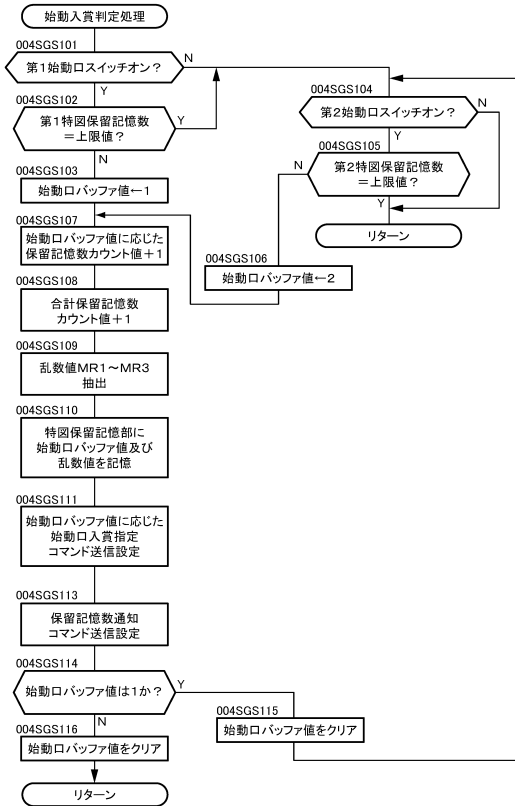 始動入賞判定処理
004SGS101
第1始動口スイッチオン？
N
Y
004SGS102
第1特図保留記憶数
＝上限値？
Y
N
004SGS103
始動口バッファ値←1
004SGS104
第2始動口スイッチオン？
N
Y
004SGS105
第2特図保留記憶数
＝上限値？
N
Y
リターン
004SGS106
始動口バッファ値←2
004SGS107
始動口バッファ値に応じた
保留記憶数カウント値＋1
004SGS108
合計保留記憶数
カウント値＋1
004SGS109
乱数値MR1～MR3
抽出
004SGS110
特図保留記憶部に
始動口バッファ値及び
乱数値を記憶
004SGS111
始動口バッファ値に応じた
始動口入賞指定
コマンド送信設定
004SGS113
保留記憶数通知
コマンド送信設定
004SGS114
始動口バッファ値は1か？
Y
N
004SGS115
始動口バッファ値をクリア
004SGS116
始動口バッファ値をクリア
リターン